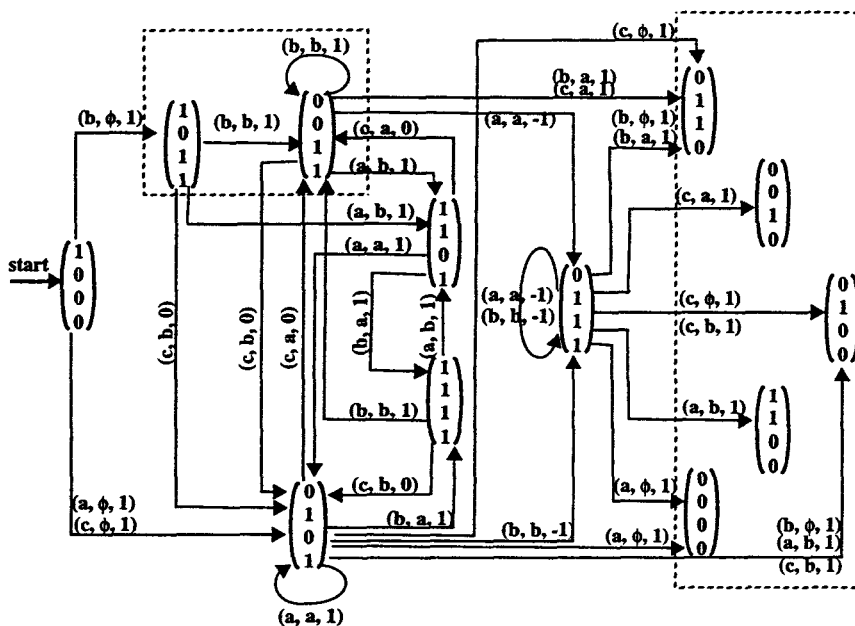 (c, ϕ, 1)
(b, b, 1)
(b, a, 1)
(c, a, 1)
0
1
1
0
(b, ϕ, 1)
1
0
1
1
(b, b, 1)
0
0
1
1
(c, a, 0)
(a, a, -1)
(b, ϕ, 1)
(b, a, 1)
(a, b, 1)
(c, a, 1)
0
0
1
0
(a, b, 1)
1
1
0
1
start
1
0
0
0
(a, a, 1)
(c, b, 0)
(c, b, 0)
(c, a, 0)
(b, a, 1)
(a, b, 1)
(a, a, -1)
(b, b, -1)
0
1
1
1
(c, ϕ, 1)
(c, b, 1)
0
1
0
0
1
1
1
1
(b, b, 1)
(a, b, 1)
1
1
0
0
(a, ϕ, 1)
(c, ϕ, 1)
0
1
0
1
(c, b, 0)
(b, a, 1)
(b, b, -1)
(a, ϕ, 1)
(a, ϕ, 1)
0
0
0
0
(b, ϕ, 1)
(a, b, 1)
(c, b, 1)
(a, a, 1)